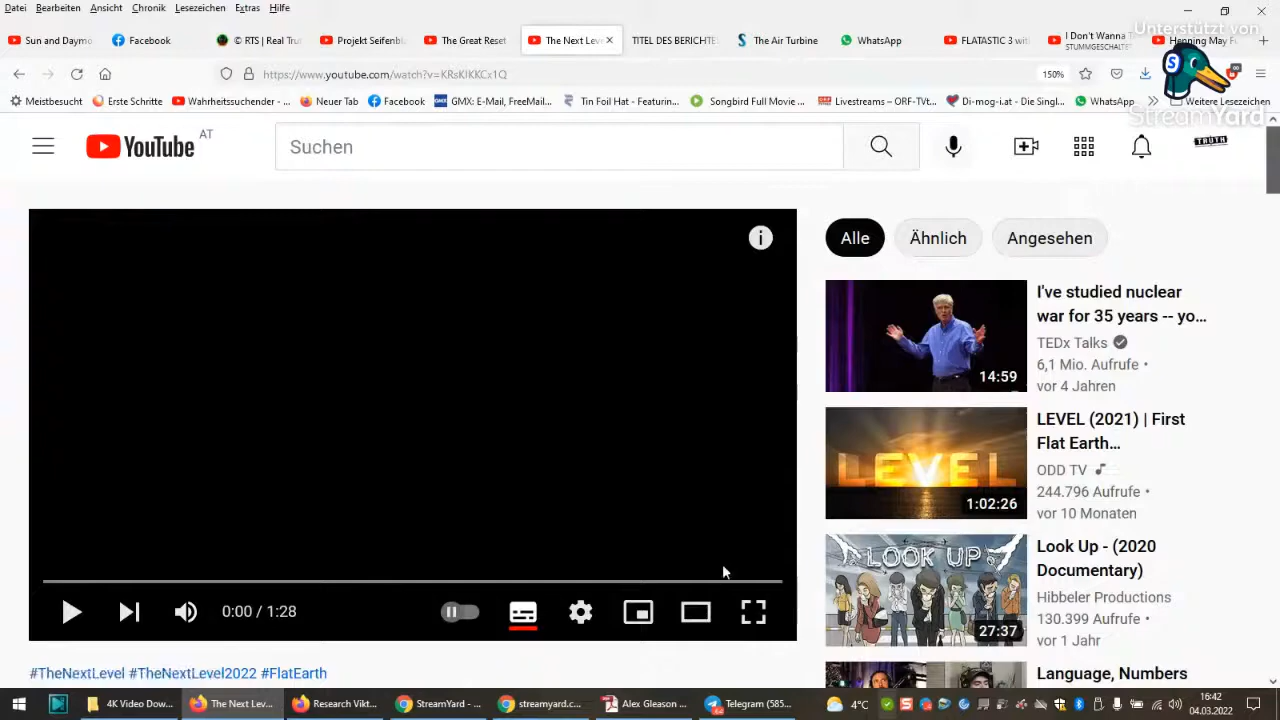 Datei Bearbeiten Ansicht Chronik Lesezeichen Extras Hilfe
Unterstützt von
Sun and Daymo
Facebook
© RTS | Real Trus
Projekt Seifenbl
The Next Lev
TITEL DES BERICHTES
The Air Turbine
WhatsApp
FLATASTIC 3 with
I Don't Wanna T
STUMMGESCHALTET
Henning May Fu
https://www.youtube.com/watch?v=KRsKlKKCx1Q
150%
StreamYard
Meistbesucht
Erste Schritte
Wahrheitssuchender - ...
Neuer Tab
Facebook
GMX: E-Mail, FreeMail...
Tin Foil Hat - Featurin...
Songbird Full Movie ...
Livestreams – ORF-TVt...
Di-mog-i.at - Die Singl...
WhatsApp
Weitere Lesezeichen
YouTube AT
Suchen
TRUTH
Alle Ähnlich Angesehen
I've studied nuclear
war for 35 years -- yo...
TEDx Talks
6,1 Mio. Aufrufe •
vor 4 Jahren
14:59
LEVEL (2021) | First
Flat Earth...
ODD TV
244.796 Aufrufe •
vor 10 Monaten
LEVEL
1:02:26
Look Up - (2020
Documentary)
Hibbeler Productions
130.399 Aufrufe •
vor 1 Jahr
LOOK UP
27:37
Language, Numbers
0:00 / 1:28
#TheNextLevel #TheNextLevel2022 #FlatEarth
4K Video Dow...
The Next Lev...
Research Vikt...
StreamYard - ...
streamyard.c...
Alex Gleason ...
Telegram (585...
4°C
16:42
04.03.2022